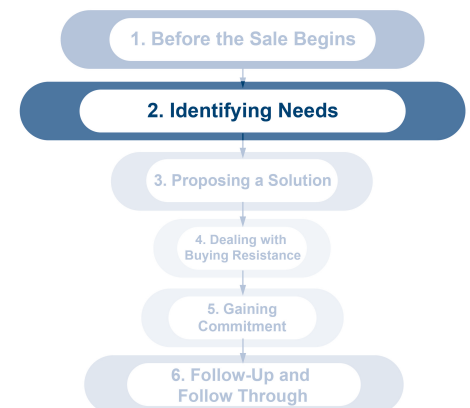 1. Before the Sale Begins
2. Identifying Needs
3. Proposing a Solution
4. Dealing with
Buying Resistance
5. Gaining
Commitment
6. Follow-Up and
Follow Through